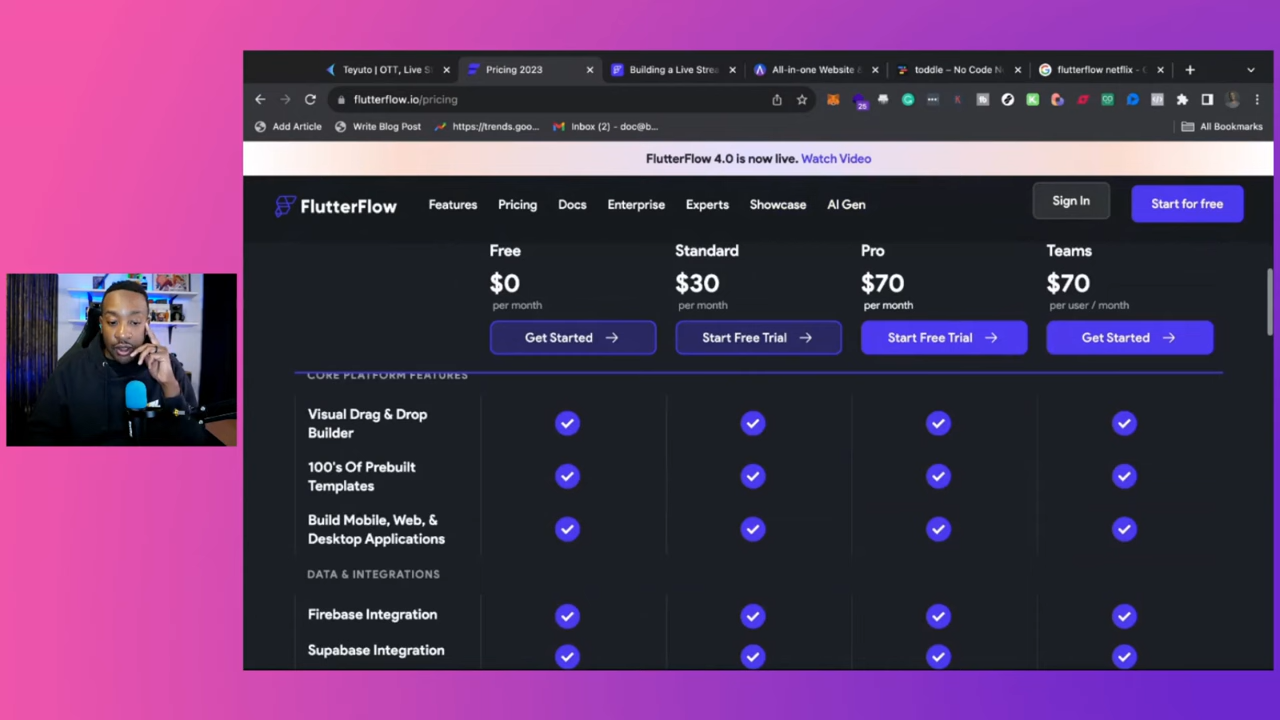 Teyuto | OTT, Live S
Pricing 2023
Building a Live Strea
All-in-one Website &
toddle – No Code N
flutterflow netflix -
flutterflow.io/pricing
25
Add Article
Write Blog Post
https://trends.goo...
Inbox (2) - doc@b...
All Bookmarks
FlutterFlow 4.0 is now live. Watch Video
FlutterFlow
Features
Pricing
Docs
Enterprise
Experts
Showcase
AI Gen
Sign In
Start for free
Free
Standard
Pro
Teams
$0
$30
$70
$70
per month
per month
per month
per user / month
Get Started →
Start Free Trial →
Start Free Trial →
Get Started →
CORE PLATFORM FEATURES
Visual Drag & Drop
Builder
100's Of Prebuilt
Templates
Build Mobile, Web, &
Desktop Applications
DATA & INTEGRATIONS
Firebase Integration
Supabase Integration